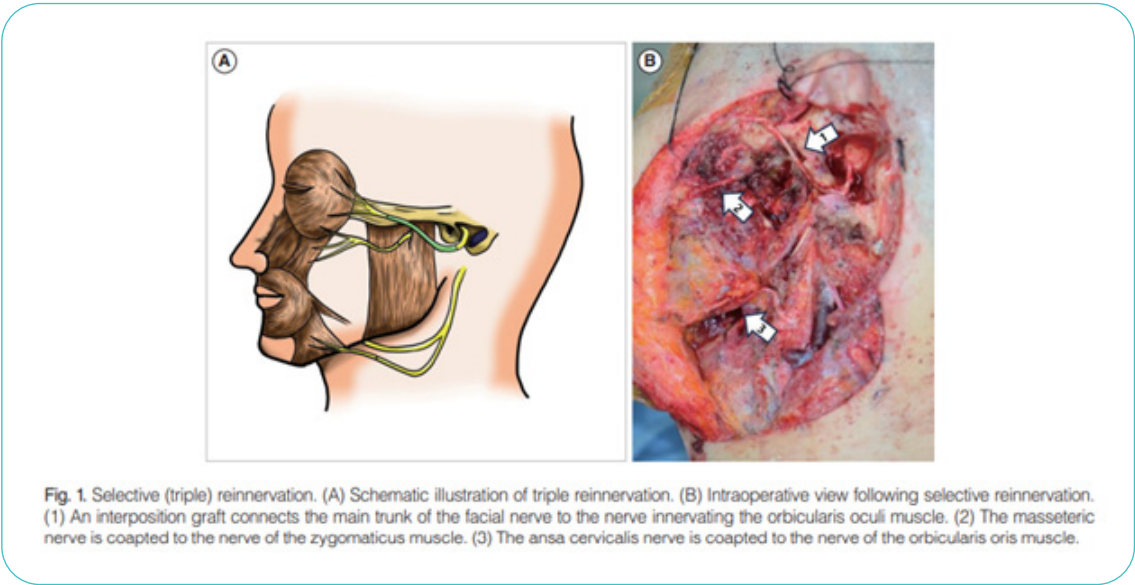 A
B
1
2
3
Fig. 1. Selective (triple) reinnervation. (A) Schematic illustration of triple reinnervation. (B) Intraoperative view following selective reinnervation.
(1) An interposition graft connects the main trunk of the facial nerve to the nerve innervating the orbicularis oculi muscle. (2) The masseteric
nerve is coapted to the nerve of the zygomaticus muscle. (3) The ansa cervicalis nerve is coapted to the nerve of the orbicularis oris muscle.